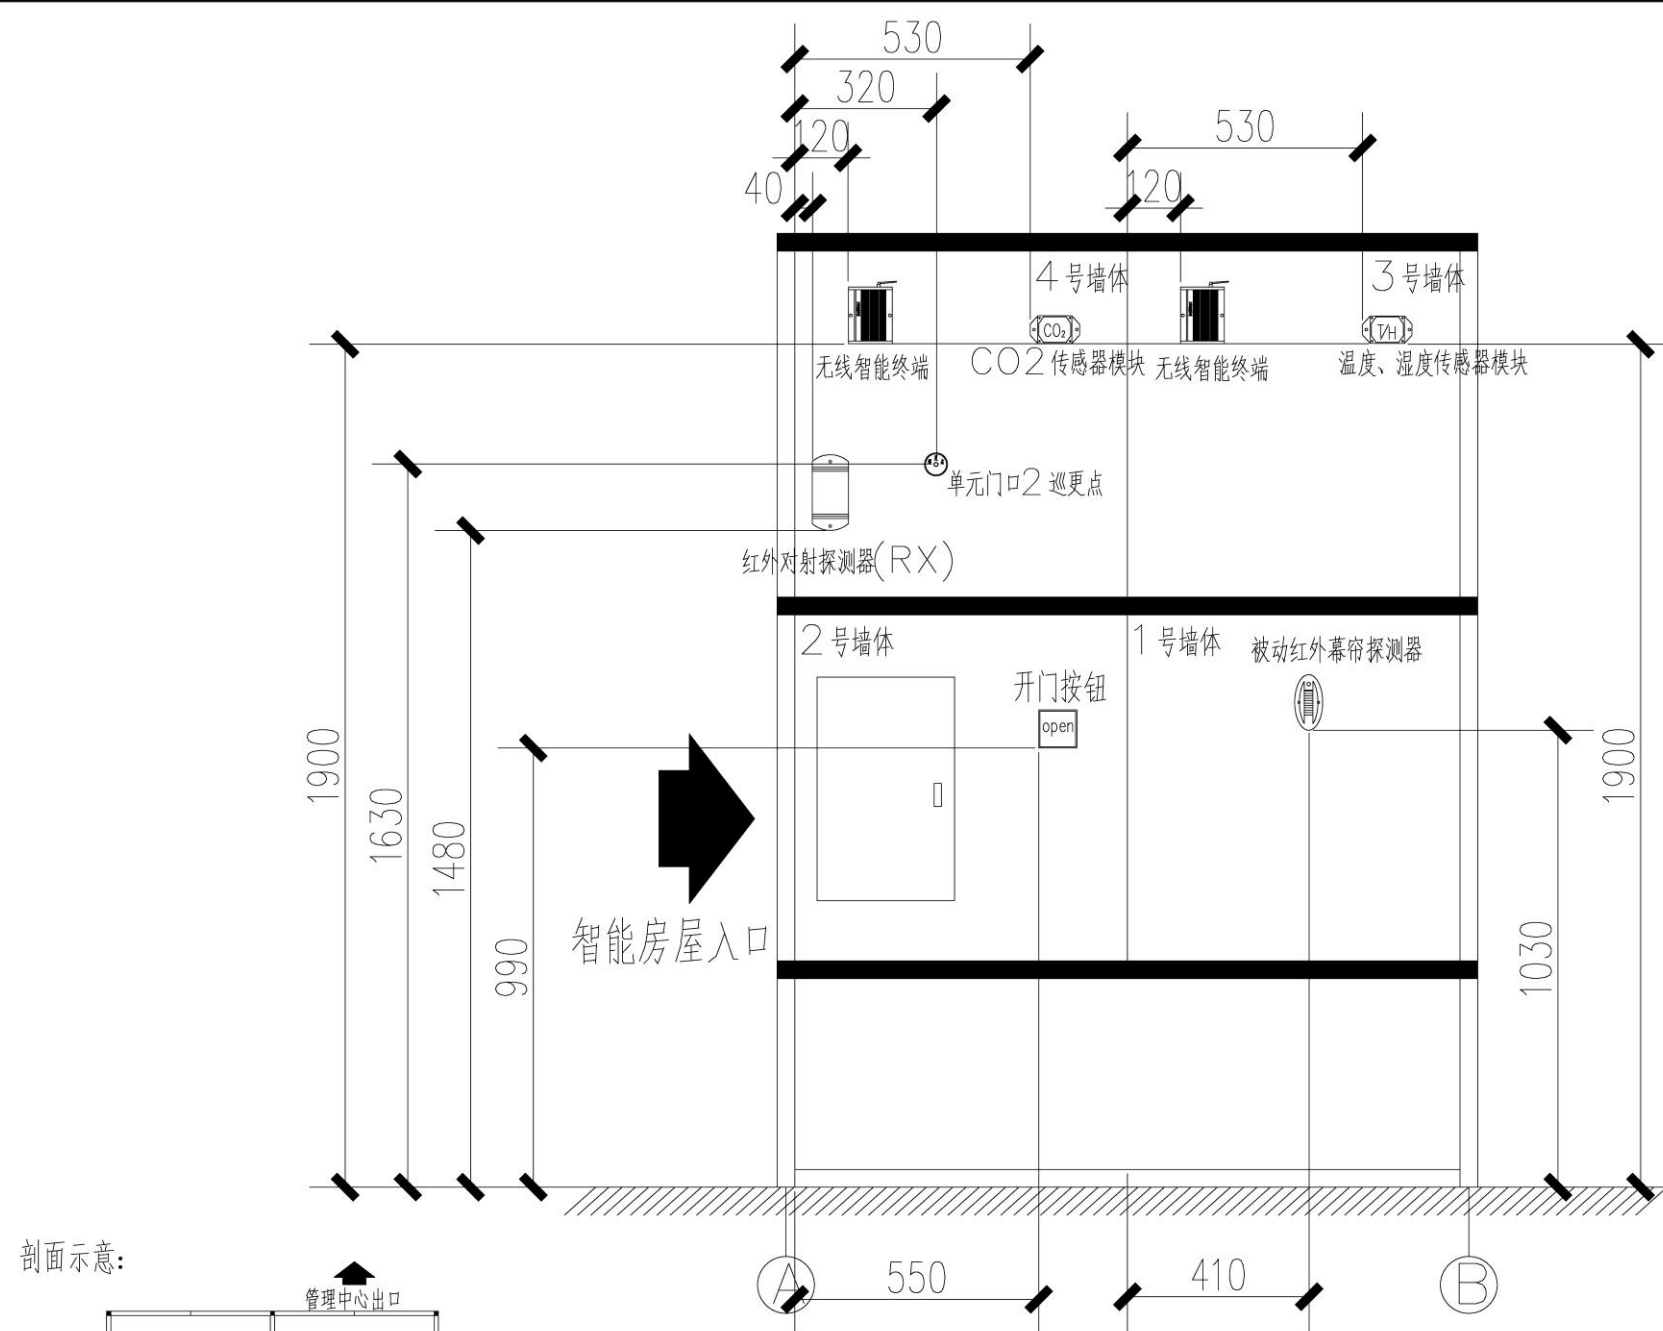 530
320
120
530
40
120
4号墙体
3号墙体
CO₂
T/H
无线智能终端
CO2传感器模块
无线智能终端
温度、湿度传感器模块
单元门口2巡更点
红外对射探测器(RX)
2号墙体
1号墙体
被动红外幕帘探测器
开门按钮
open
1900
1630
1480
990
1900
1030
智能房屋入口
剖面示意:
管理中心出口
A
550
410
B